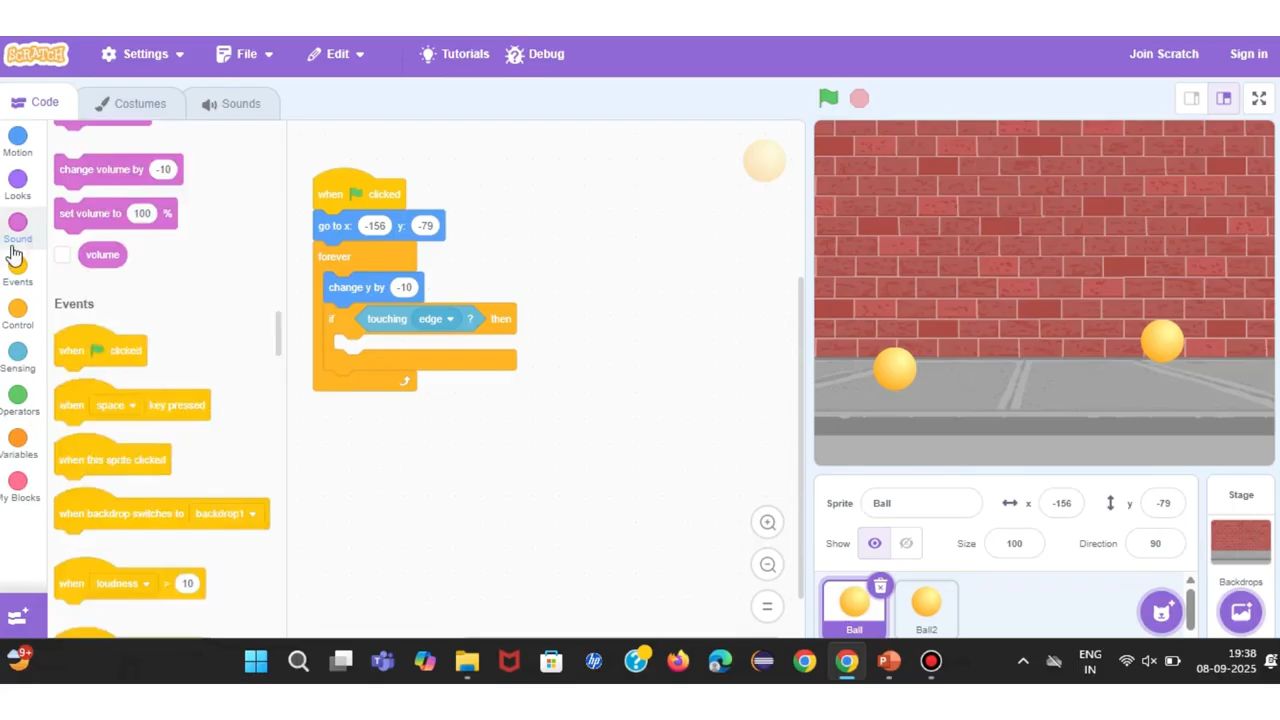 SCRATCH Settings File Edit Tutorials Debug Join Scratch Sign in
Code Costumes Sounds
Motion
Looks
Sound
Events
Control
Sensing
Operators
Variables
My Blocks
change volume by -10
set volume to 100 %
volume
Events
when clicked
when space key pressed
when this sprite clicked
when backdrop switches to backdrop1
when loudness > 10
when clicked
go to x: -156 y: -79
forever
change y by -10
if touching edge ? then
Sprite Ball x -156 y -79
Show Size 100 Direction 90
Ball
Ball2
Stage
Backdrops
9+
ENG
IN
19:38
08-09-2025